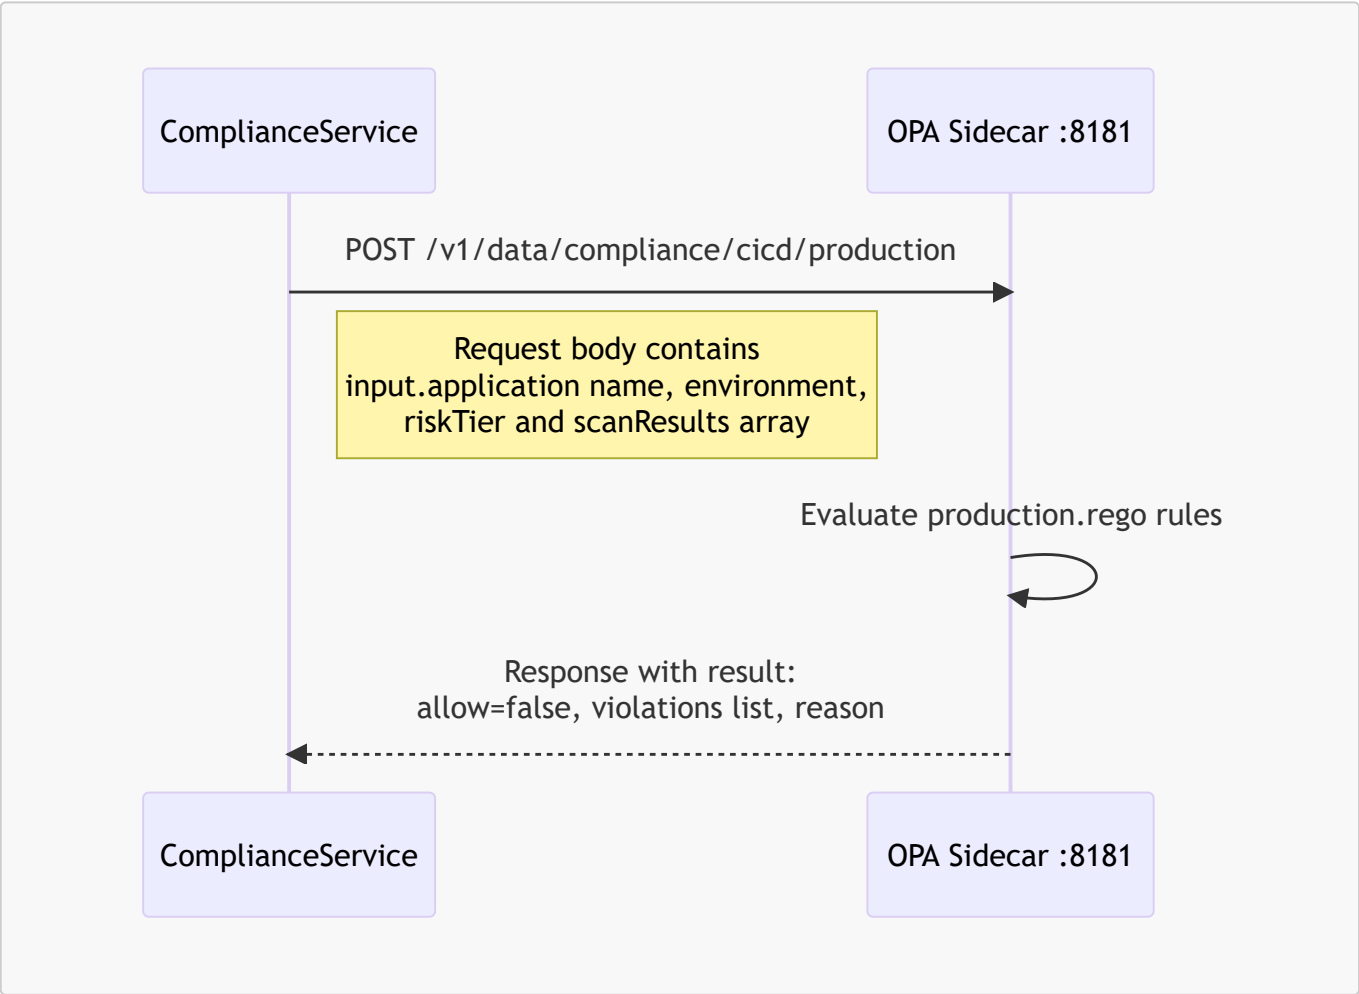 ComplianceService
OPA Sidecar :8181
POST /v1/data/compliance/cicd/production
Request body contains
input.application name, environment,
riskTier and scanResults array
Evaluate production.rego rules
Response with result:
allow=false, violations list, reason
ComplianceService
OPA Sidecar :8181